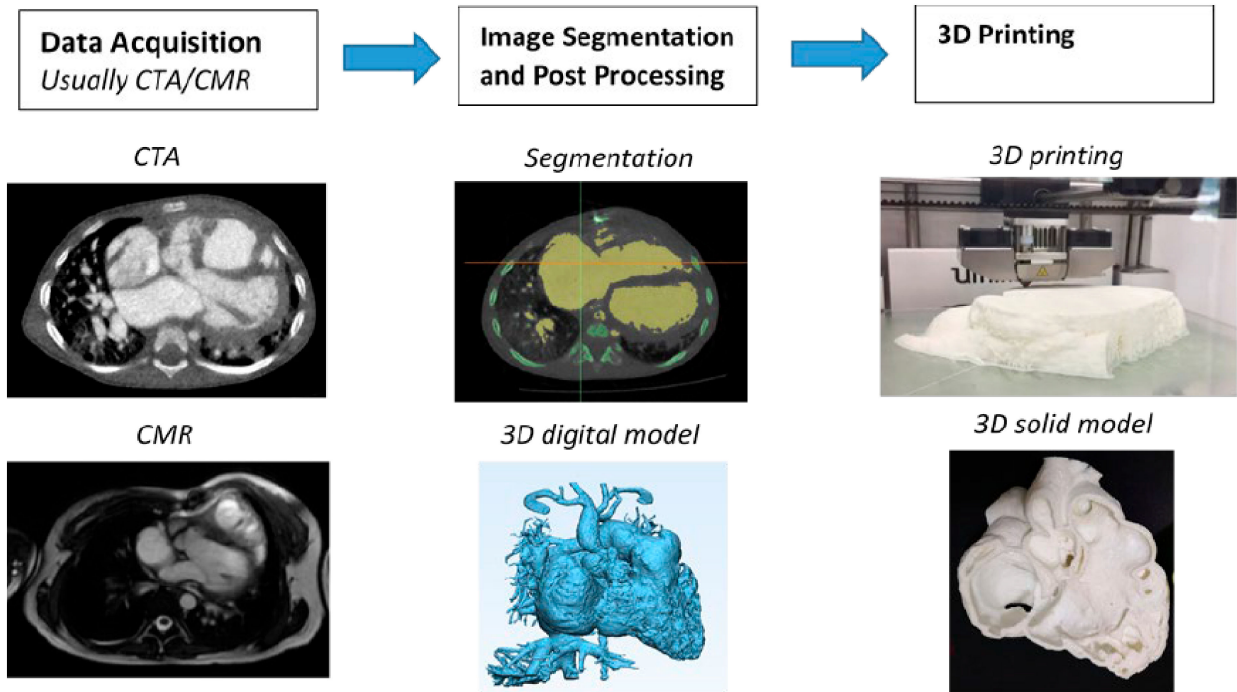 Data Acquisition
Usually CTA/CMR
Image Segmentation
and Post Processing
3D Printing
CTA
Segmentation
3D printing
CMR
3D digital model
3D solid model